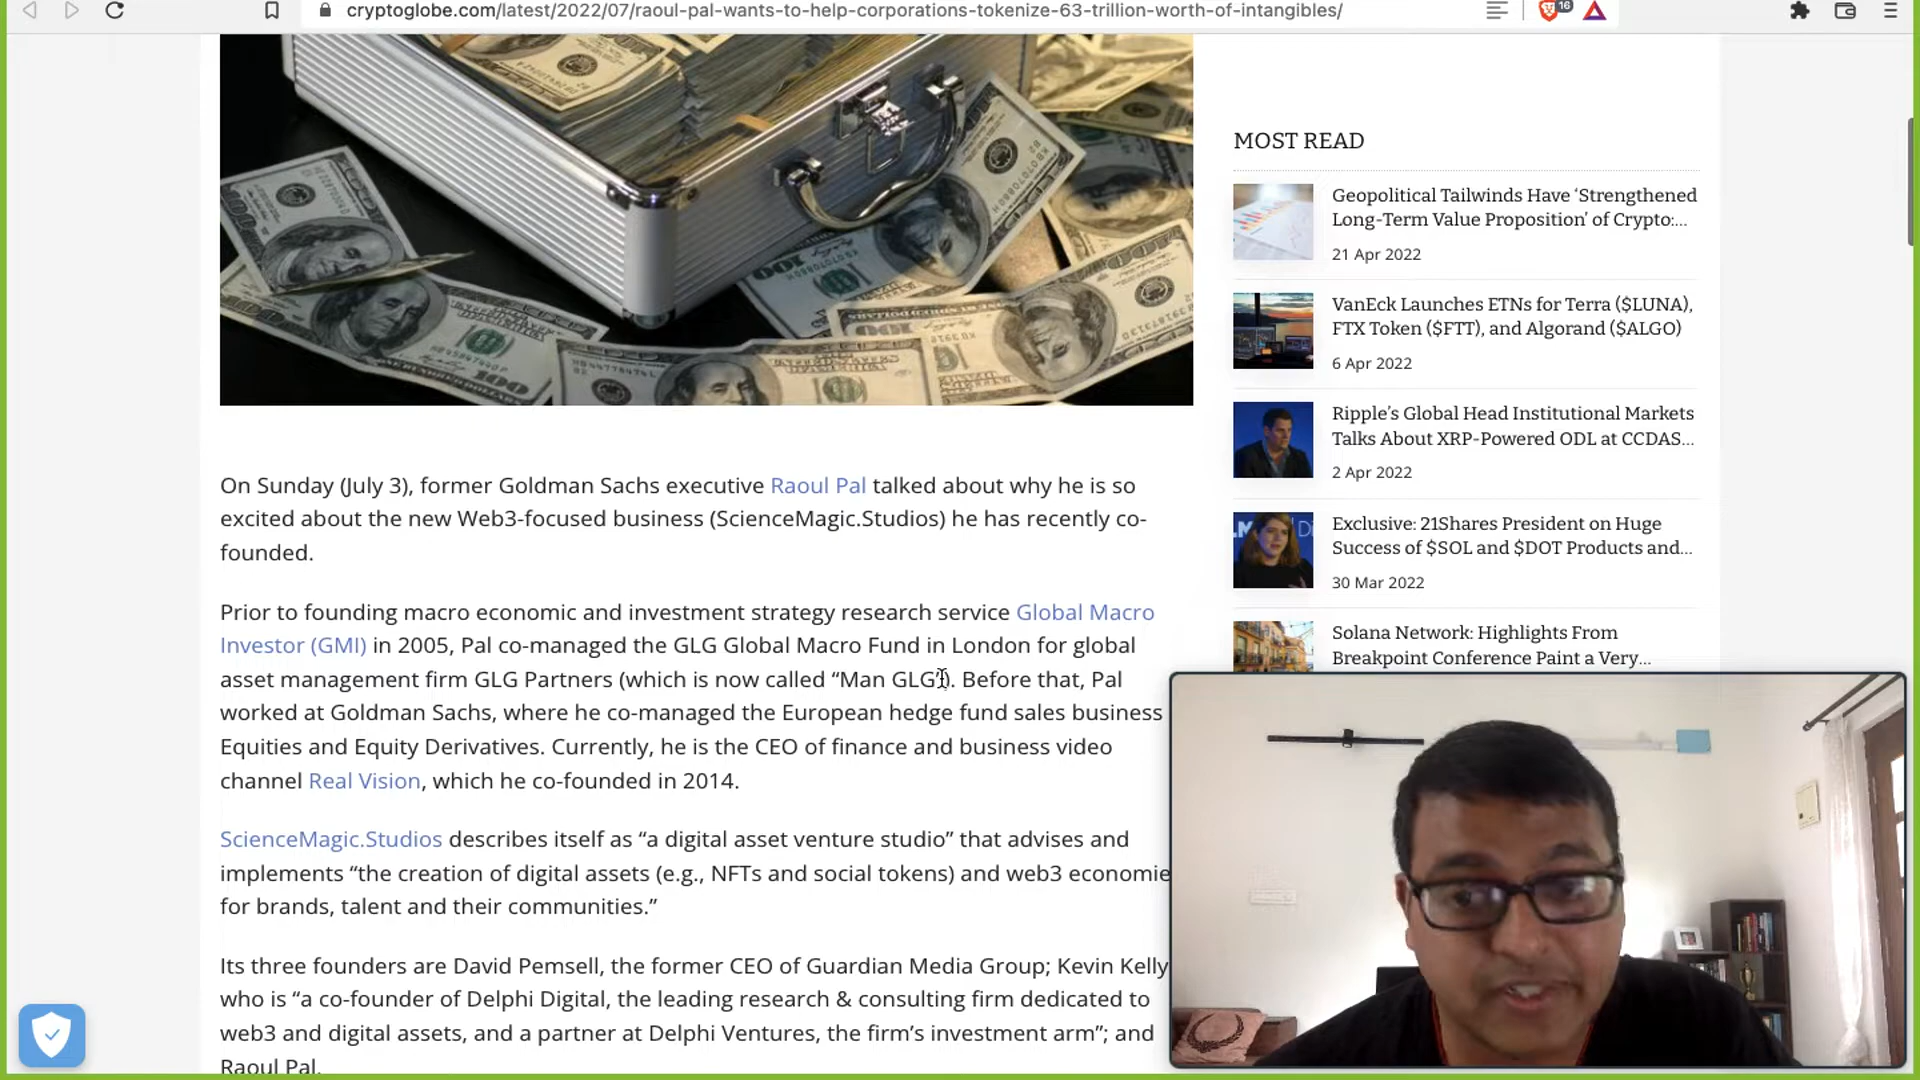 cryptoglobe.com/latest/2022/07/raoul-pal-wants-to-help-corporations-tokenize-63-trillion-worth-of-intangibles/
16
MOST READ
Geopolitical Tailwinds Have ‘Strengthened
Long-Term Value Proposition’ of Crypto:...
21 Apr 2022
VanEck Launches ETNs for Terra ($LUNA),
FTX Token ($FTT), and Algorand ($ALGO)
6 Apr 2022
Ripple’s Global Head Institutional Markets
Talks About XRP-Powered ODL at CCDAS...
2 Apr 2022
Exclusive: 21Shares President on Huge
Success of $SOL and $DOT Products and...
30 Mar 2022
Solana Network: Highlights From
Breakpoint Conference Paint a Very...
On Sunday (July 3), former Goldman Sachs executive Raoul Pal talked about why he is so
excited about the new Web3-focused business (ScienceMagic.Studios) he has recently co-
founded.
Prior to founding macro economic and investment strategy research service Global Macro
Investor (GMI) in 2005, Pal co-managed the GLG Global Macro Fund in London for global
asset management firm GLG Partners (which is now called “Man GLG”). Before that, Pal
worked at Goldman Sachs, where he co-managed the European hedge fund sales business
Equities and Equity Derivatives. Currently, he is the CEO of finance and business video
channel Real Vision, which he co-founded in 2014.
ScienceMagic.Studios describes itself as “a digital asset venture studio” that advises and
implements “the creation of digital assets (e.g., NFTs and social tokens) and web3 economie
for brands, talent and their communities.”
Its three founders are David Pemsell, the former CEO of Guardian Media Group; Kevin Kelly
who is “a co-founder of Delphi Digital, the leading research & consulting firm dedicated to
web3 and digital assets, and a partner at Delphi Ventures, the firm’s investment arm”; and
Raoul Pal.